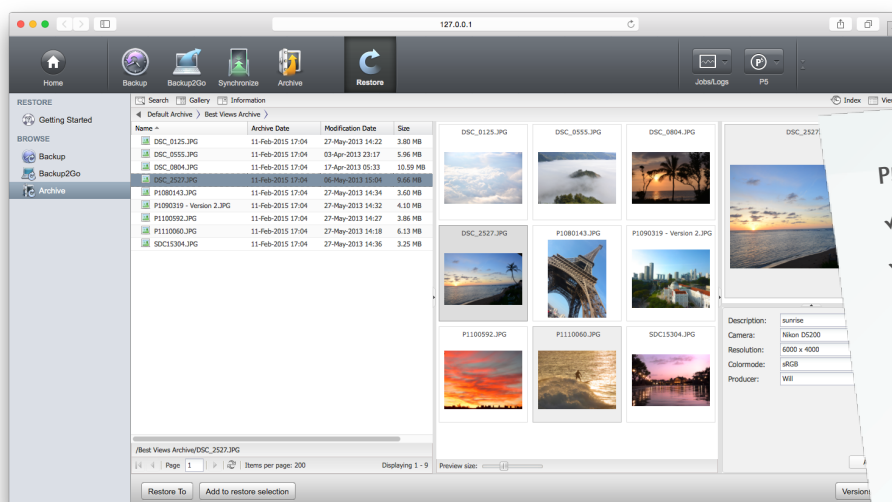 127.0.0.1
Home
Backup
Backup2Go
Synchronize
Archive
Restore
Jobs/Logs
P5
RESTORE
Getting Started
BROWSE
Backup
Backup2Go
Archive
Search Gallery Information
Index
Default Archive Best Views Archive
Name Archive Date Modification Date Size
DSC_0125.JPG 11-Feb-2015 17:04 27-May-2013 14:22 3.80 MB
DSC_0555.JPG 11-Feb-2015 17:04 03-Apr-2013 23:17 5.96 MB
DSC_0804.JPG 11-Feb-2015 17:04 17-Apr-2013 05:33 10.59 MB
DSC_2527.JPG 11-Feb-2015 17:04 06-May-2013 15:04 9.66 MB
P1080143.JPG 11-Feb-2015 17:04 27-May-2013 14:34 3.60 MB
P1090319 - Version 2.JPG 11-Feb-2015 17:04 27-May-2013 14:32 4.10 MB
P1100592.JPG 11-Feb-2015 17:04 27-May-2013 14:27 3.86 MB
P1110060.JPG 11-Feb-2015 17:04 27-May-2013 14:18 6.13 MB
SDC15304.JPG 11-Feb-2015 17:04 27-May-2013 14:36 3.25 MB
DSC_0125.JPG DSC_0555.JPG DSC_0804.JPG
DSC_2527.JPG P1080143.JPG P1090319 - Version 2.JPG
P1100592.JPG P1110060.JPG SDC15304.JPG
DSC_2527
Description: sunrise
Camera: Nikon D5200
Resolution: 6000 x 4000
Colormode: sRGB
Producer: Will
/Best Views Archive/DSC_2527.JPG
Page 1 Items per page: 200 Displaying 1 - 9
Preview size:
Restore To Add to restore selection
Version